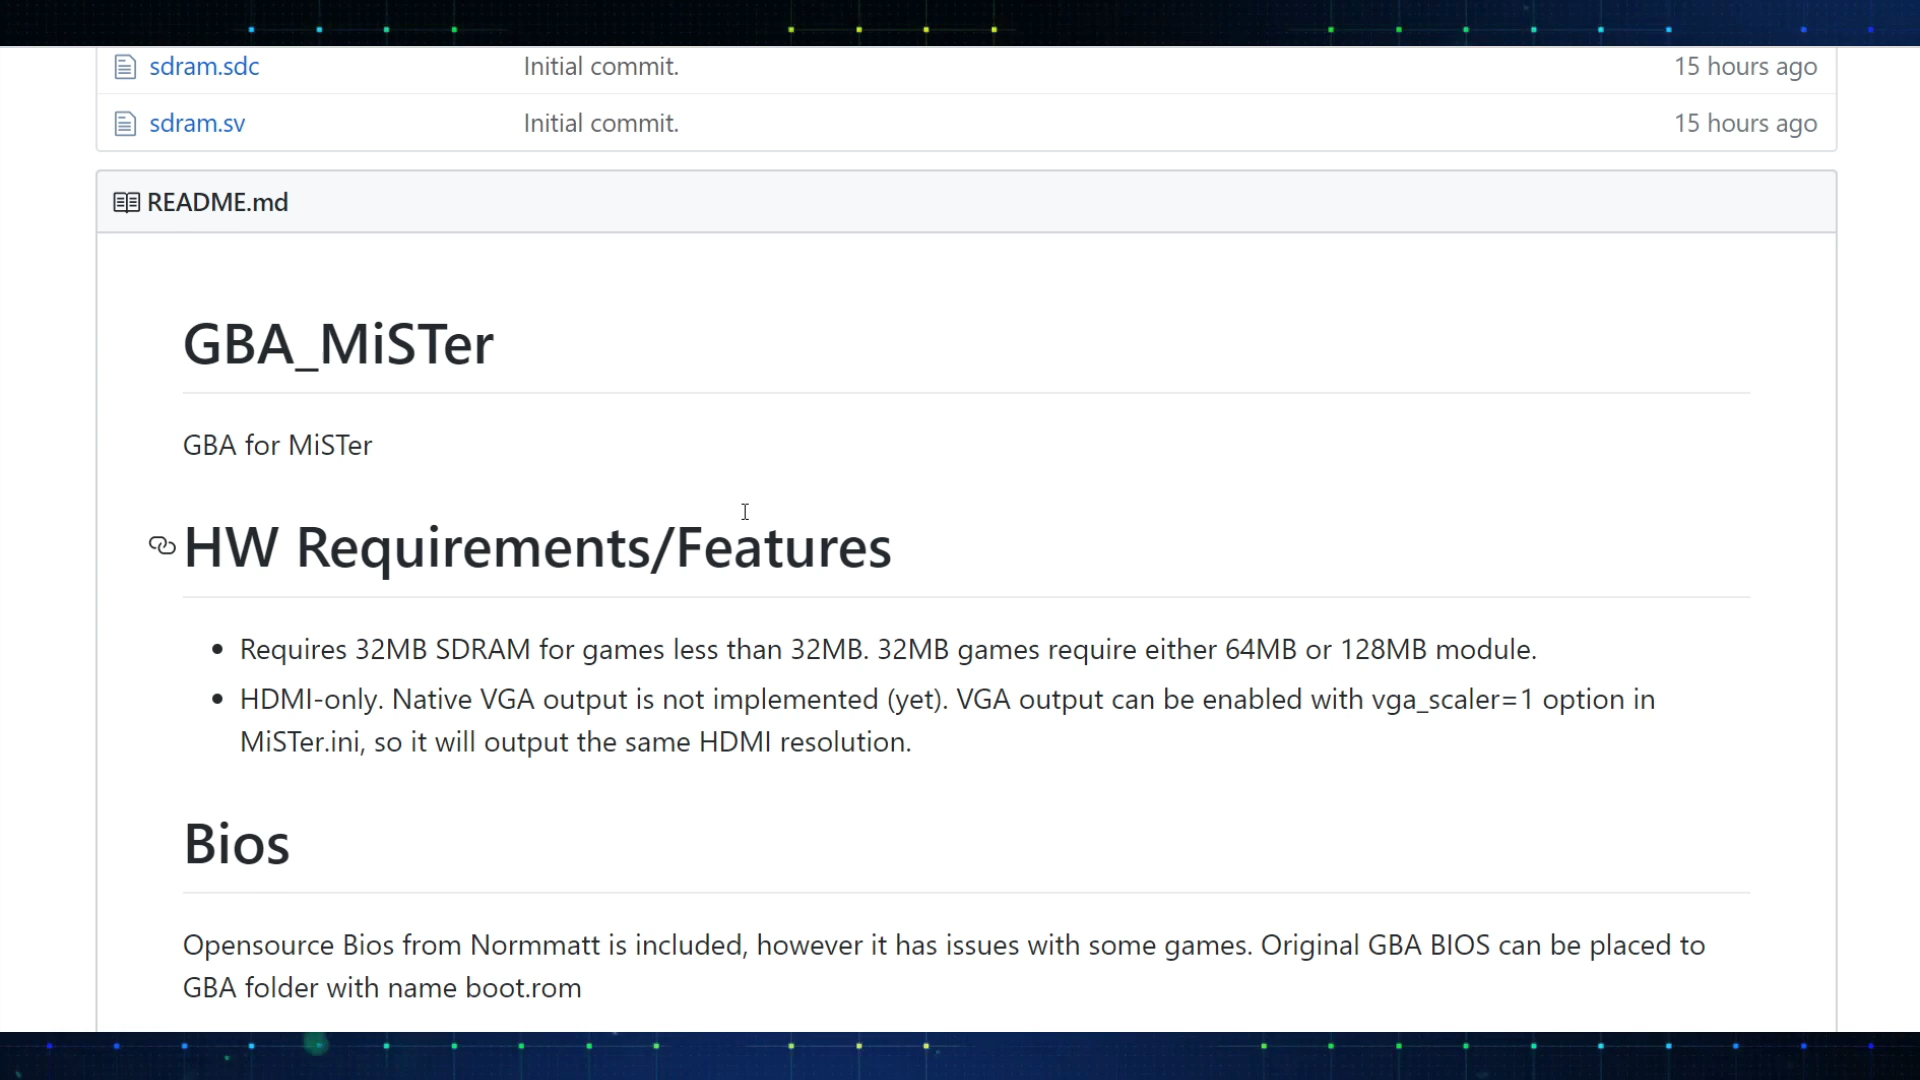 sdram.sdc Initial commit. 15 hours ago
sdram.sv Initial commit. 15 hours ago
README.md
GBA_MiSTer
GBA for MiSTer
HW Requirements/Features
• Requires 32MB SDRAM for games less than 32MB. 32MB games require either 64MB or 128MB module.
• HDMI-only. Native VGA output is not implemented (yet). VGA output can be enabled with vga_scaler=1 option in
MiSTer.ini, so it will output the same HDMI resolution.
Bios
Opensource Bios from Normmatt is included, however it has issues with some games. Original GBA BIOS can be placed to
GBA folder with name boot.rom